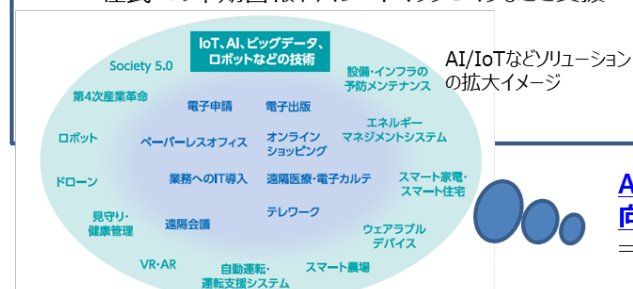 IoT、AI、ビッグデータ、
ロボットなどの技術
AI/IoTなどソリューション
の拡大イメージ
Society 5.0
設備・インフラの
予防メンテナンス
第4次産業革命
電子申請
電子出版
エネルギー
マネジメントシステム
ロボット
ペーパーレスオフィス
オンライン
ショッピング
ドローン
業務へのIT導入
遠隔医療・電子カルテ
スマート家電・
スマート住宅
見守り・
健康管理
遠隔会議
テレワーク
ウェアラブル
デバイス
VR・AR
自動運転・
運転支援システム
スマート農場